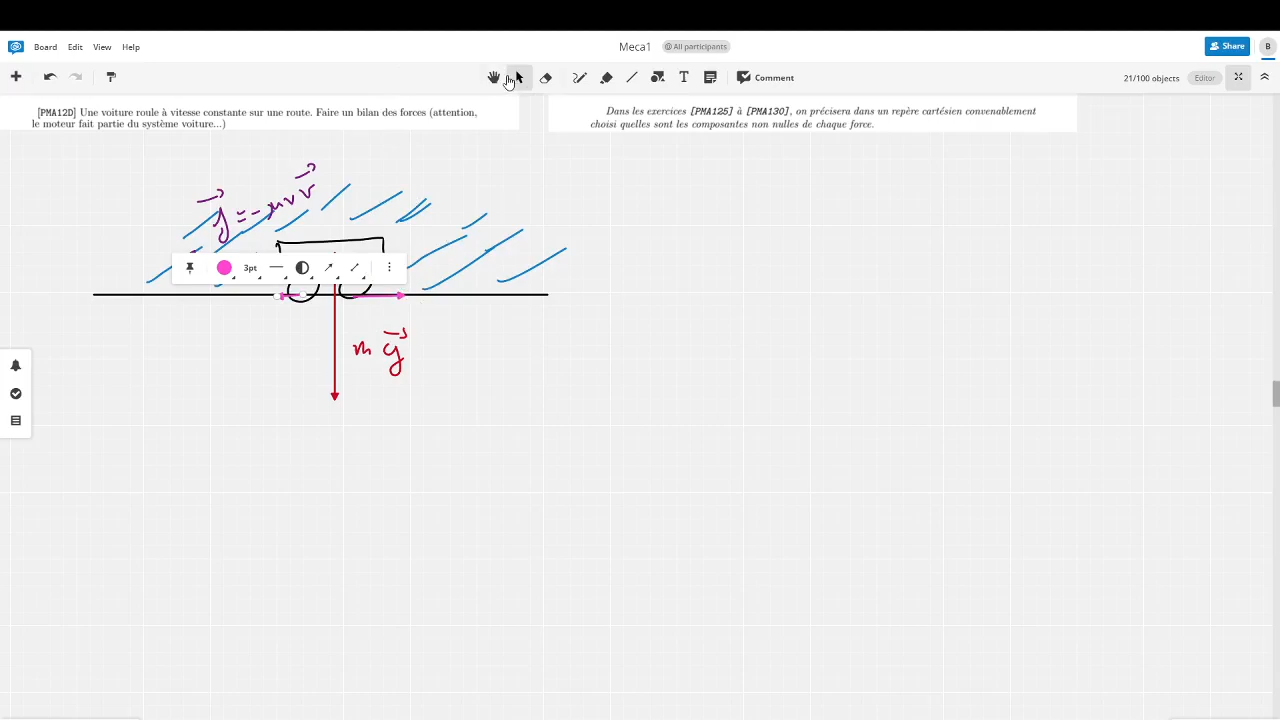 Board Edit View Help
Meca1 @ All participants
Share
B
T
Comment
21/100 objects
Editor
[PMA12D] Une voiture roule à vitesse constante sur une route. Faire un bilan des forces (attention,
le moteur fait partie du système voiture...)
Dans les exercices [PMA125] à [PMA130], on précisera dans un repère cartésien convenablement
choisi quelles sont les composantes non nulles de chaque force.
3pt
m g